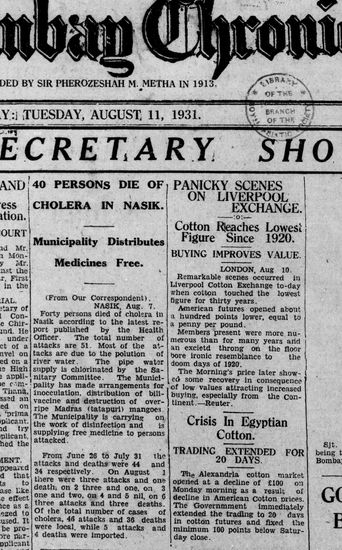 mbay Chronic
DED BY SIR PHEROZESHAH M. METHA IN 1913.
LIBRARY
OF THE
BRANCH
OF THE
TUESDAY, AUGUST 11, 1931.
ECRETARY SHO
AND
ess
ation.
COURT
40 PERSONS DIE OF
CHOLERA IN NASIK.
Municipality Distributes
Medicines Free.
(From Our Correspondent).
NASIK, Aug. 7.
Forty persons died of cholera in
Nasik according to the latest re-
port published by the Health
Officer. The total number of
attacks are 51. Most of the at-
tacks are due to the polution of
river water. The pipe water
supply is chlorinated by the Sa-
nitary Committee. The Munici-
pality has made arrangements for
innoculation, distribution of bili-
vaccine and destruction of over-
ripe Madras (tatapuri) mangoes.
The Municipality is carrying on
the work of disinfection and is
supplying free medicine to persons
attacked.
From June 26 to July 31 the
attacks and deaths were 44 and
34 respectively. On August 1
there were three attacks and one
death, on 2 three and one, on 3
one and two, on 4 and 5 nil, on 6
three attacks and three deaths.
Of the total number of cases of
cholera, 46 attacks and 36 deaths
were local, while 5 attacks and
4 deaths were imported.
PANICKY SCENES
ON LIVERPOOL
EXCHANGE.
:o:
Cotton Reaches Lowest
Figure Since 1920.
BUYING IMPROVES VALUE.
LONDON, Aug. 10.
Remarkable scenes occurred in
Liverpool Cotton Exchange to-day
when cotton touched the lowest
figure for thirty years.
American futures opened about
a hundred points lower, equal to
a penny per pound.
Members present were more nu-
merous than for many years and
an excietd throng on the floor
bore ironic resemblance to the
doom days of 1920.
The Morning's price later show-
ed some recovery in consequence
of low values attracting increased
buying, especially from the Con-
tinent.—Reuter.
Crisis In Egyptian
Cotton.
TRADING EXTENDED FOR
20 DAYS.
The Alexandria cotton market
opened at a decline of £100 on
Monday morning as a result of
decline in American Cotton prices.
The Government immediately
extended the trading to 20 days
in cotton futures and fixed the
minimum 100 points below Satur-
day close.
Sjt.
being t
Bomba
GO